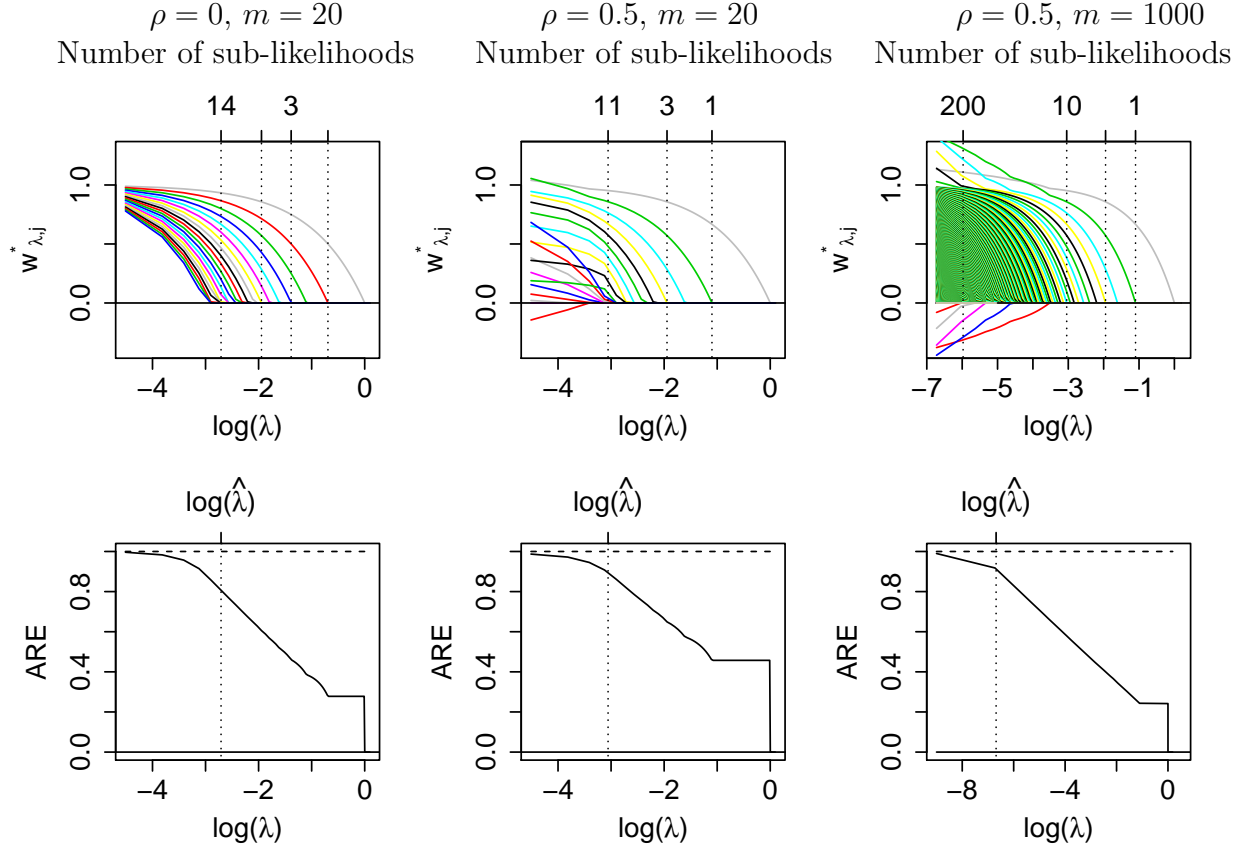 ρ = 0, m = 20
Number of sub-likelihoods
14 3
w*λ,j
0.0 1.0
−4 −2 0
log(λ)
ρ = 0.5, m = 20
Number of sub-likelihoods
11 3 1
w*λ,j
0.0 1.0
−4 −2 0
log(λ)
ρ = 0.5, m = 1000
Number of sub-likelihoods
200 10 1
w*λ,j
0.0 1.0
−7 −5 −3 −1
log(λ)
log(λ̂)
ARE
0.0 0.4 0.8
−4 −2 0
log(λ)
log(λ̂)
ARE
0.0 0.4 0.8
−4 −2 0
log(λ)
log(λ̂)
ARE
0.0 0.4 0.8
−8 −4 0
log(λ)